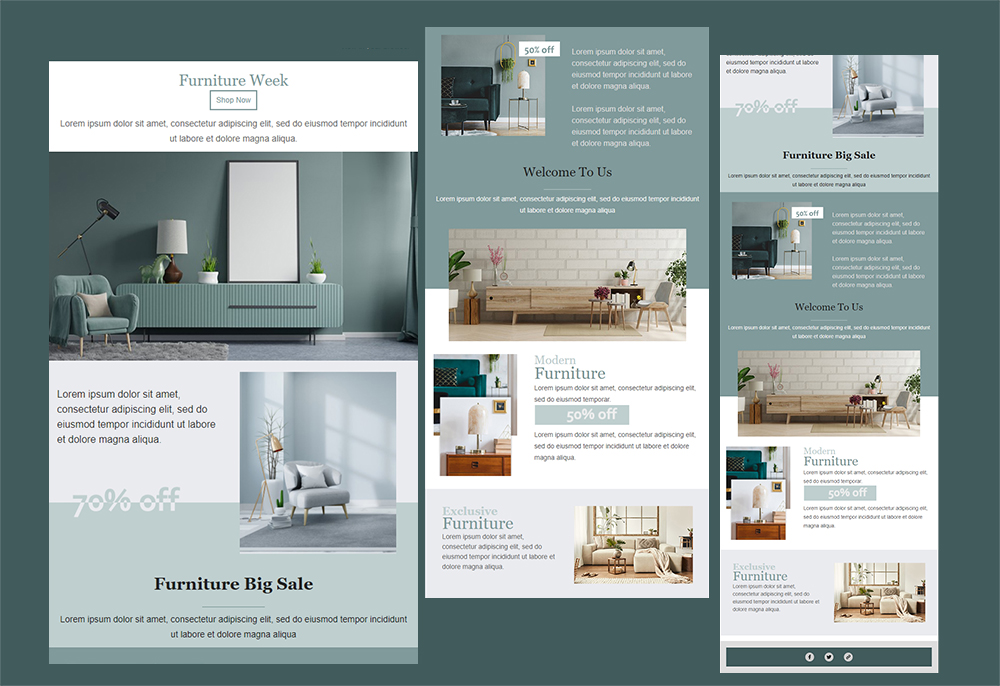 Furniture Week
Shop Now
Lorem ipsum dolor sit amet, consectetur adipiscing elit, sed do eiusmod tempor incididunt
ut labore et dolore magna aliqua.
Lorem ipsum dolor sit amet,
consectetur adipiscing elit, sed do
eiusmod tempor incididunt ut labore
et dolore magna aliqua.
70% off
Furniture Big Sale
Lorem ipsum dolor sit amet, consectetur adipiscing elit, sed do eiusmod tempor incididunt
ut labore et dolore magna aliqua
50% off
Lorem ipsum dolor sit amet,
consectetur adipiscing elit, sed do
eiusmod tempor incididunt ut labore
et dolore magna aliqua.
Lorem ipsum dolor sit amet,
consectetur adipiscing elit, sed do
eiusmod tempor incididunt ut labore
et dolore magna aliqua.
Welcome To Us
Lorem ipsum dolor sit amet, consectetur adipiscing elit, sed do eiusmod tempor incididunt
ut labore et dolore magna aliqua
Modern
Furniture
Lorem ipsum dolor sit amet, consectetur adipiscing elit,
sed do eiusmod temporar.
50% off
Lorem ipsum dolor sit amet, consectetur adipiscing elit,
sed do eiusmod tempor incididunt ut labore et dolore
magna aliqua.
Exclusive
Furniture
Lorem ipsum dolor sit amet,
consectetur adipiscing elit, sed do
eiusmod tempor incididunt ut labore et
dolore magna aliqua.
eiusmod tempor incididunt ut labore
et dolore magna aliqua.
70% off
Furniture Big Sale
Lorem ipsum dolor sit amet, consectetur adipiscing elit, sed do eiusmod tempor incididunt
ut labore et dolore magna aliqua
50% off
Lorem ipsum dolor sit amet,
consectetur adipiscing elit, sed do
eiusmod tempor incididunt ut labore
et dolore magna aliqua.
Lorem ipsum dolor sit amet,
consectetur adipiscing elit, sed do
eiusmod tempor incididunt ut labore
et dolore magna aliqua.
Welcome To Us
Lorem ipsum dolor sit amet, consectetur adipiscing elit, sed do eiusmod tempor incididunt
ut labore et dolore magna aliqua
Modern
Furniture
Lorem ipsum dolor sit amet, consectetur adipiscing elit,
sed do eiusmod temporar.
50% off
Lorem ipsum dolor sit amet, consectetur adipiscing elit,
sed do eiusmod tempor incididunt ut labore et dolore
magna aliqua.
Exclusive
Furniture
Lorem ipsum dolor sit amet,
consectetur adipiscing elit, sed do
eiusmod tempor incididunt ut labore et
dolore magna aliqua.